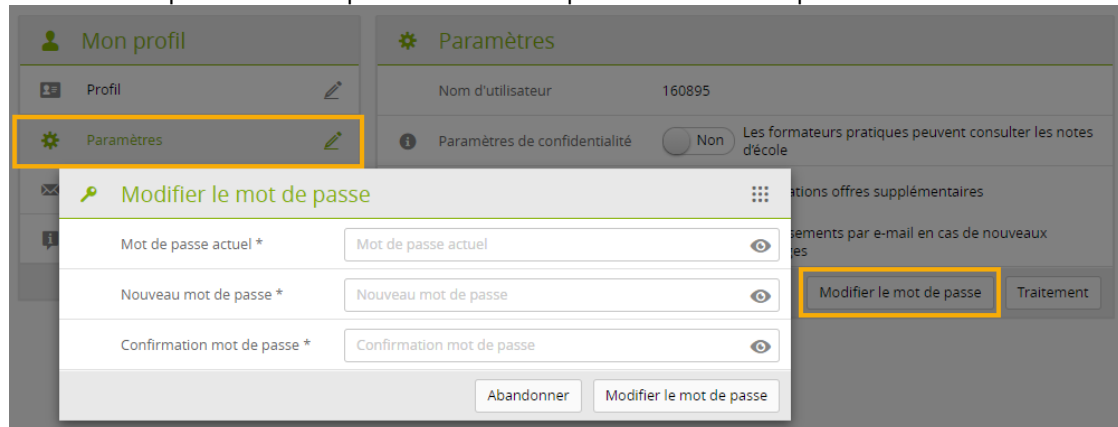 Mon profil
Profil
Paramètres
Paramètres
Nom d'utilisateur 160895
Paramètres de confidentialité Non Les formateurs pratiques peuvent consulter les notes
d'école
offres supplémentaires
par e-mail en cas de nouveaux
Modifier le mot de passe Traitement
Modifier le mot de passe
Mot de passe actuel * Mot de passe actuel
Nouveau mot de passe * Nouveau mot de passe
Confirmation mot de passe * Confirmation mot de passe
Abandonner Modifier le mot de passe